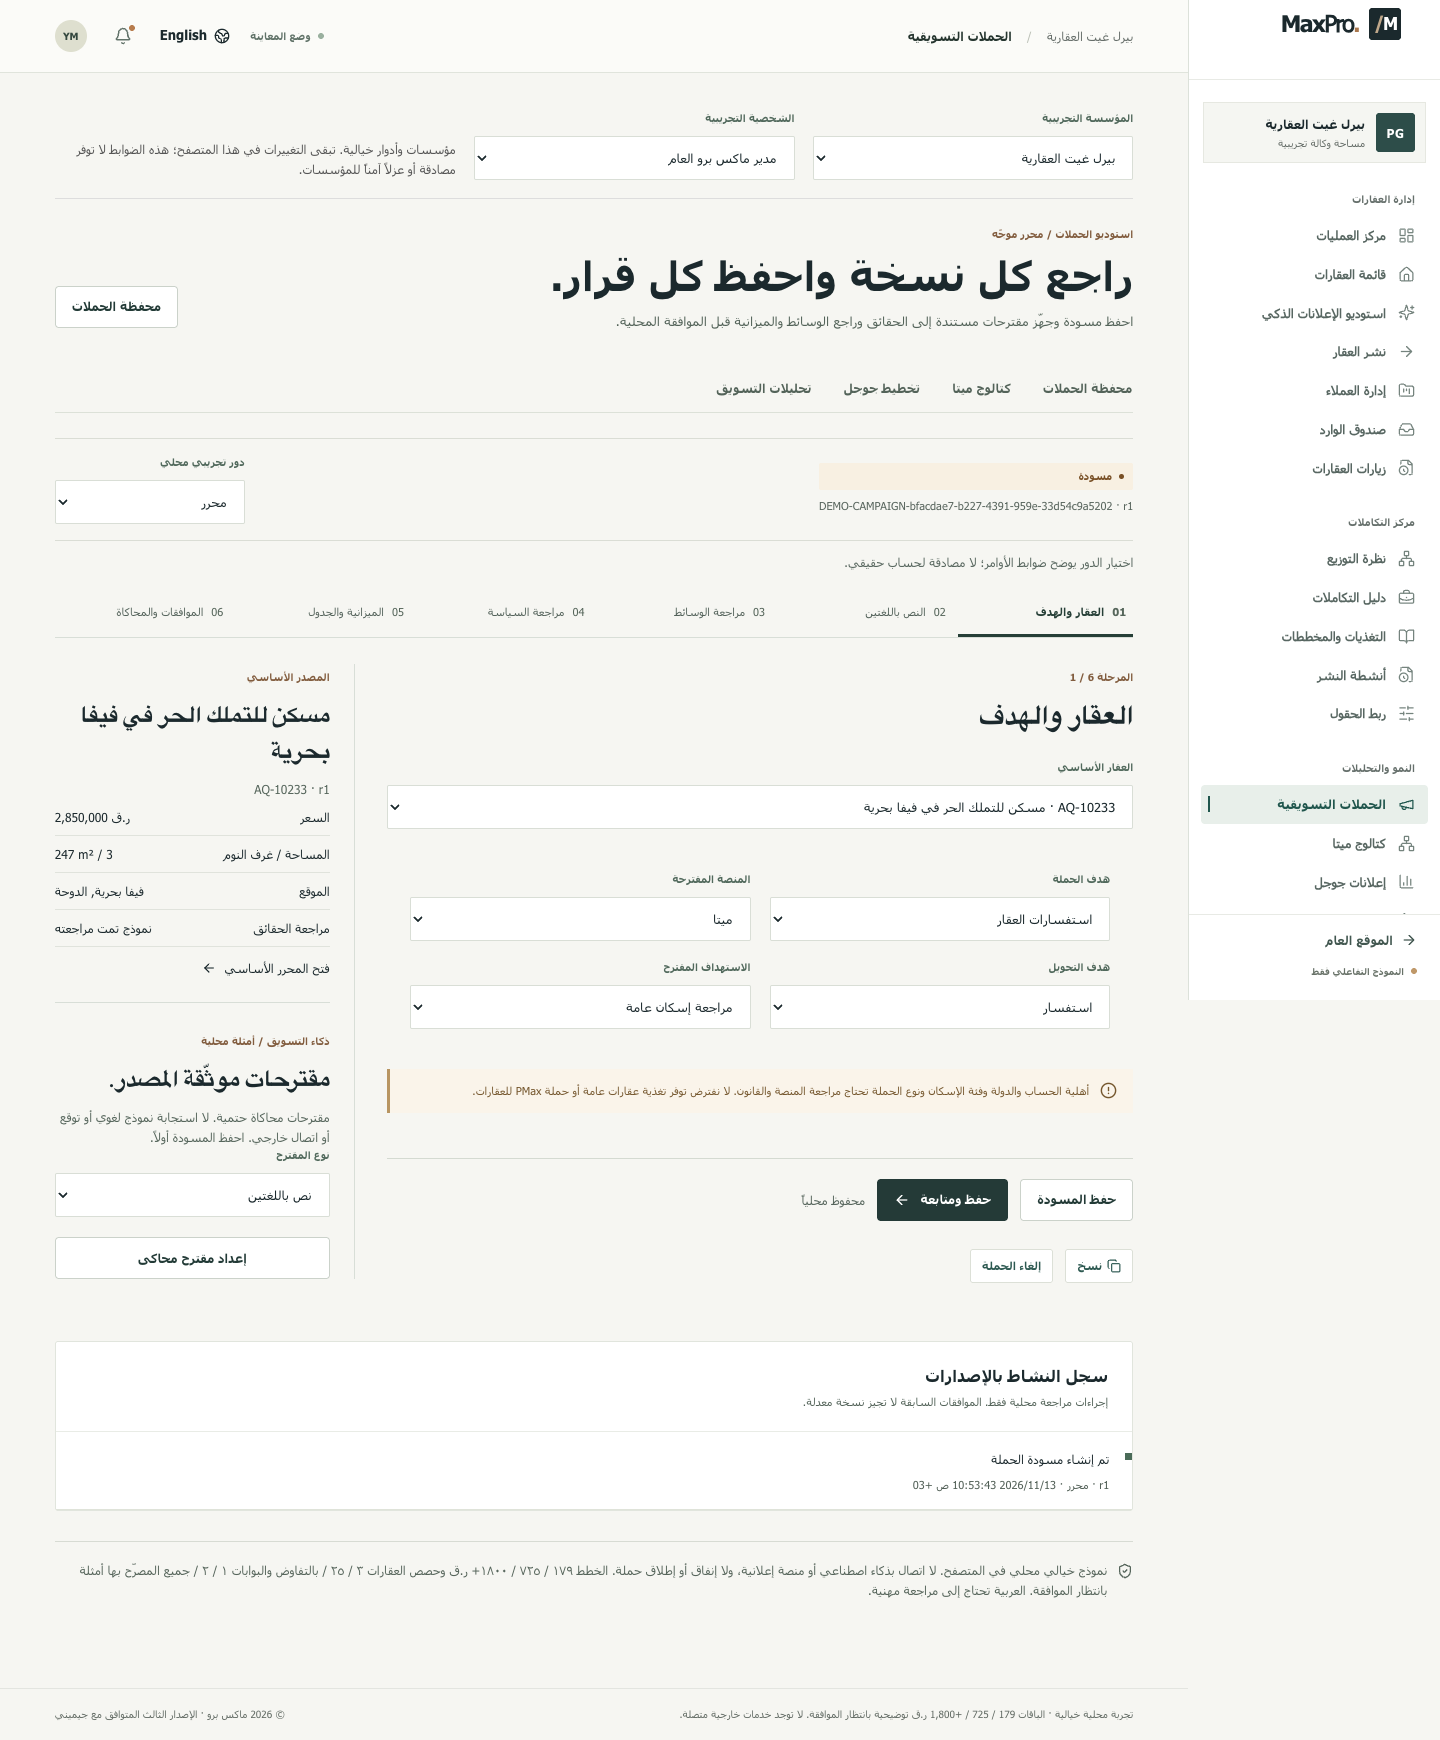 MaxPro.
/M
بيرل غيت العقارية
مساحة وكالة تجريبية
PG
إدارة العقارات
مركز العمليات
قائمة العقارات
استوديو الإعلانات الذكي
نشر العقار
إدارة العملاء
صندوق الوارد
زيارات العقارات
مركز التكاملات
نظرة التوزيع
دليل التكاملات
التغذيات والمخططات
أنشطة النشر
ربط الحقول
النمو والتحليلات
الحملات التسويقية
كتالوج ميتا
إعلانات جوجل
الموقع العام
النموذج التفاعلي فقط
بيرل غيت العقارية / الحملات التسويقية
وضع المعاينة
English
YM
المؤسسة التجريبية
بيرل غيت العقارية
الشخصية التجريبية
مدير ماكس برو العام
مؤسسات وأدوار خيالية. تبقى التغييرات في هذا المتصفح؛ هذه الضوابط لا توفر
مصادقة أو عزلاً آمناً للمؤسسات.
استوديو الحملات / محرر موجّه
راجع كل نسخة واحفظ كل قرار.
احفظ مسودة وجهّز مقترحات مستندة إلى الحقائق وراجع الوسائط والميزانية قبل الموافقة المحلية.
محفظة الحملات
محفظة الحملات
كتالوج ميتا
تخطيط جوجل
تحليلات التسويق
مسودة
DEMO-CAMPAIGN-bfacdae7-b227-4391-959e-33d54c9a5202 · r1
دور تجريبي محلي
محرر
اختيار الدور يوضح ضوابط الأوامر؛ لا مصادقة لحساب حقيقي.
01 العقار والهدف
02 النص باللغتين
03 مراجعة الوسائط
04 مراجعة السياسة
05 الميزانية والجدول
06 الموافقات والمحاكاة
المرحلة 6 / 1
العقار والهدف
العقار الأساسي
AQ-10233 · مسكن للتملك الحر في فيفا بحرية
هدف الحملة
استفسارات العقار
المنصة المقترحة
ميتا
هدف التحويل
استفسار
الاستهداف المقترح
مراجعة إسكان عامة
أهلية الحساب والدولة وفئة الإسكان ونوع الحملة تحتاج مراجعة المنصة والقانون. لا نفترض توفر تغذية عقارات عامة أو حملة PMax للعقارات.
حفظ المسودة
حفظ ومتابعة
محفوظ محلياً
نسخ
إلغاء الحملة
المصدر الأساسي
مسكن للتملك الحر في فيفا
بحرية
AQ-10233 · r1
السعر
ر.ق 2,850,000
المساحة / غرف النوم
247 m² / 3
الموقع
فيفا بحرية, الدوحة
مراجعة الحقائق
نموذج تمت مراجعته
فتح المحرر الأساسي
ذكاء التسويق / أمثلة محلية
مقترحات موثّقة المصدر.
مقترحات محاكاة حتمية. لا استجابة نموذج لغوي أو توقع
أو اتصال خارجي. احفظ المسودة أولاً.
نوع المقترح
نص باللغتين
إعداد مقترح محاكى
سجل النشاط بالإصدارات
إجراءات مراجعة محلية فقط. الموافقات السابقة لا تجيز نسخة معدلة.
تم إنشاء مسودة الحملة
r1 · محرر · 2026/11/13 10:53:43 ص +03
نموذج خيالي محلي في المتصفح. لا اتصال بذكاء اصطناعي أو منصة إعلانية، ولا إنفاق أو إطلاق حملة. الخطط ١٧٩ / ٧٢٥ / ١٨٠٠+ ر.ق وحصص العقارات ٣ / ٢٥ / بالتفاوض والبوابات ١ / ٢ / جميع المصرّح بها أمثلة
بانتظار الموافقة. العربية تحتاج إلى مراجعة مهنية.
تجربة محلية خيالية · الباقات 179 / 725 / +1,800 ر.ق توضيحية بانتظار الموافقة. لا توجد خدمات خارجية متصلة.
© 2026 ماكس برو · الإصدار الثالث المتوافق مع جيميني